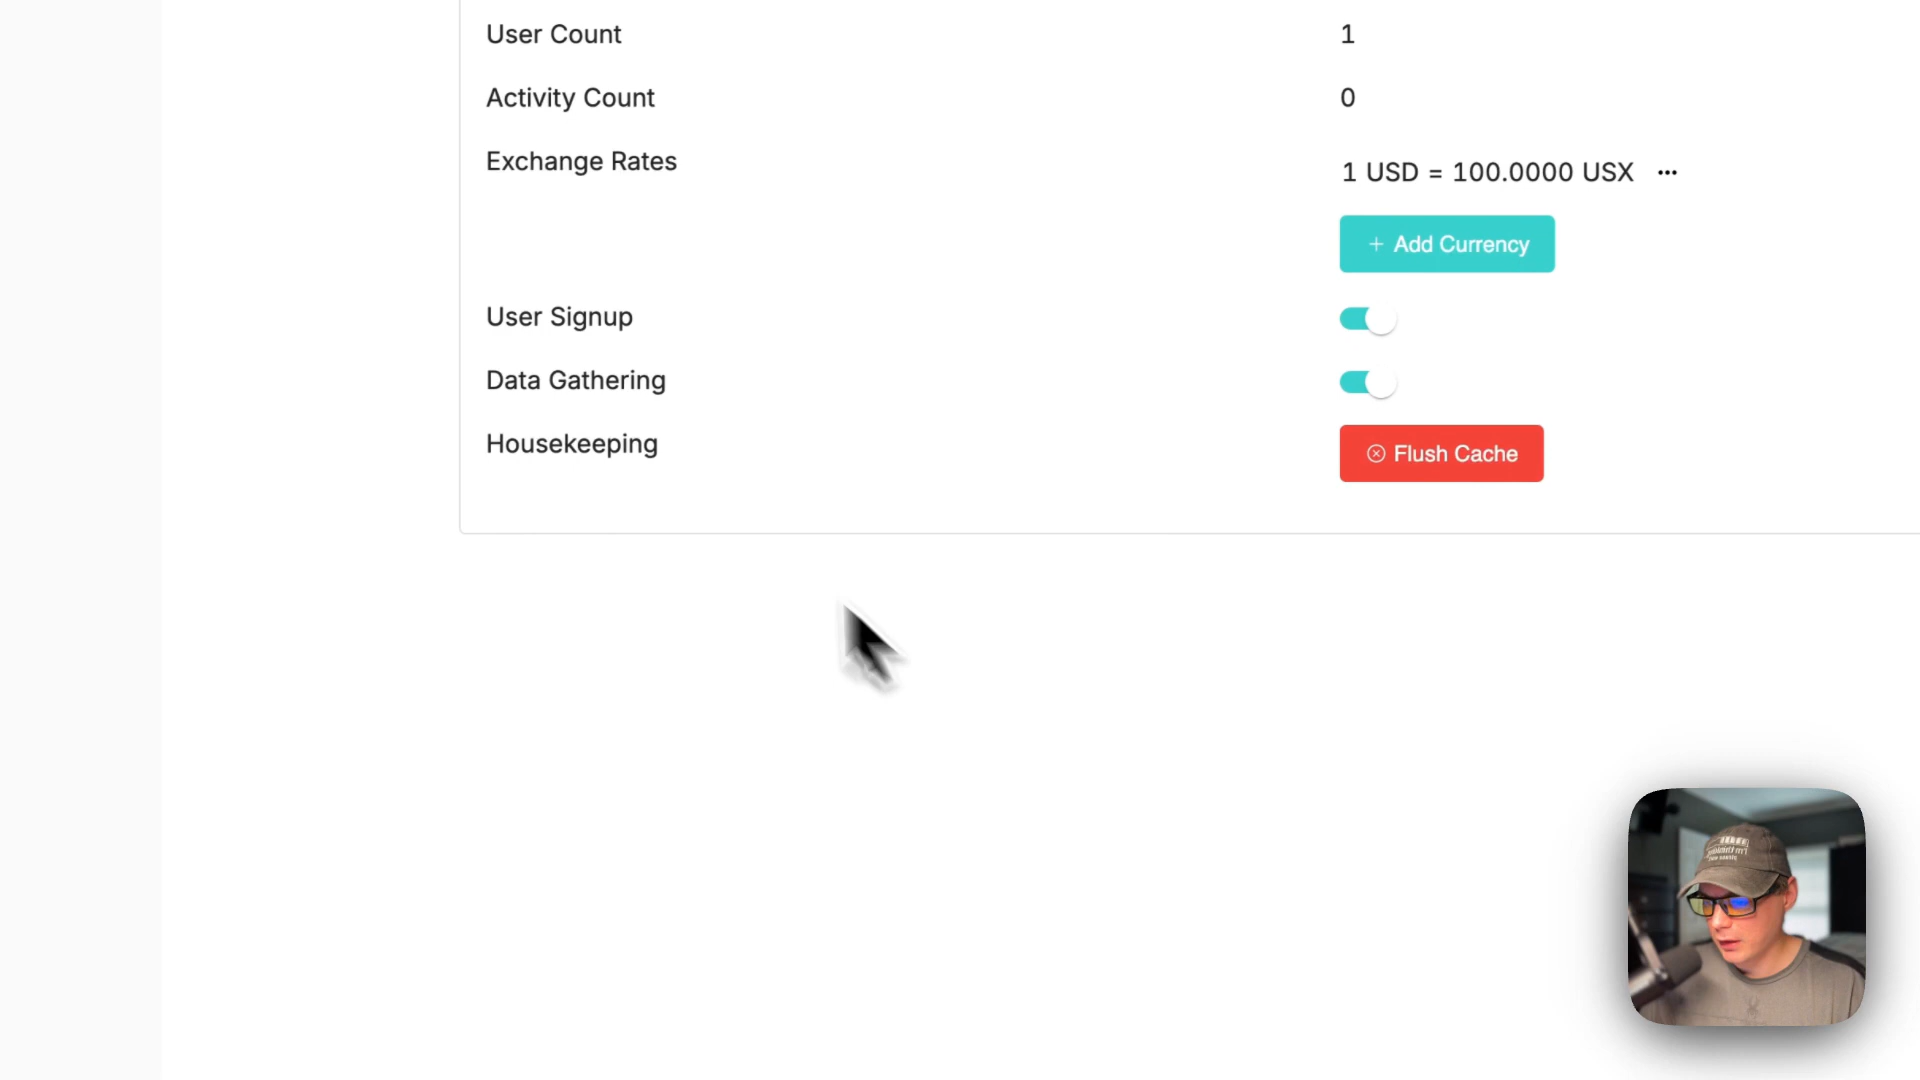 User Count 1
Activity Count 0
Exchange Rates 1 USD = 100.0000 USX ...
+ Add Currency
User Signup
Data Gathering
Housekeeping Flush Cache